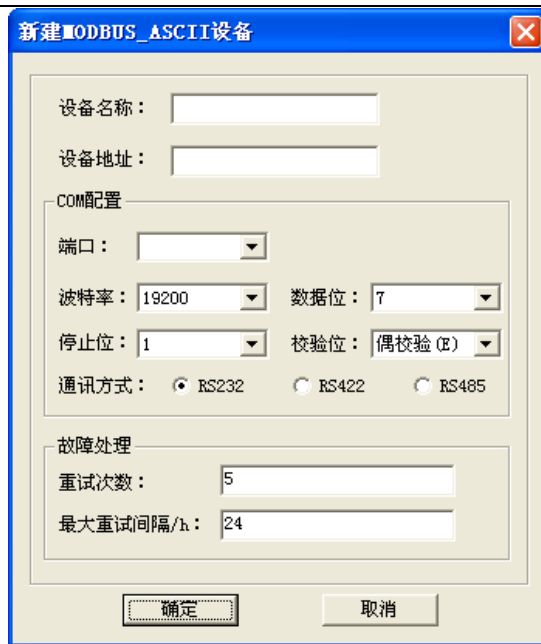 新建MODBUS_ASCII设备
设备名称：
设备地址：
COM配置
端口：
波特率： 19200 数据位： 7
停止位： 1 校验位： 偶校验(E)
通讯方式： RS232 RS422 RS485
故障处理
重试次数： 5
最大重试间隔/h： 24
确定 取消